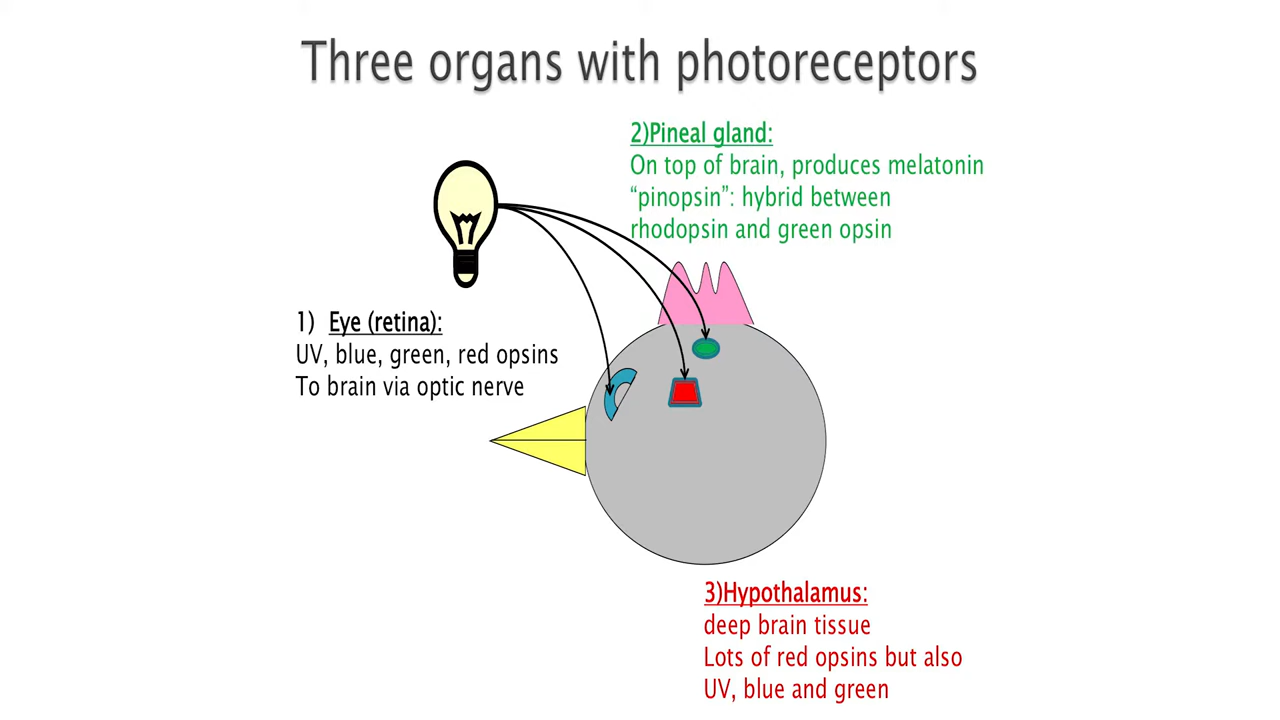 Three organs with photoreceptors
2)Pineal gland:
On top of brain, produces melatonin
“pinopsin”: hybrid between
rhodopsin and green opsin
1) Eye (retina):
UV, blue, green, red opsins
To brain via optic nerve
3)Hypothalamus:
deep brain tissue
Lots of red opsins but also
UV, blue and green